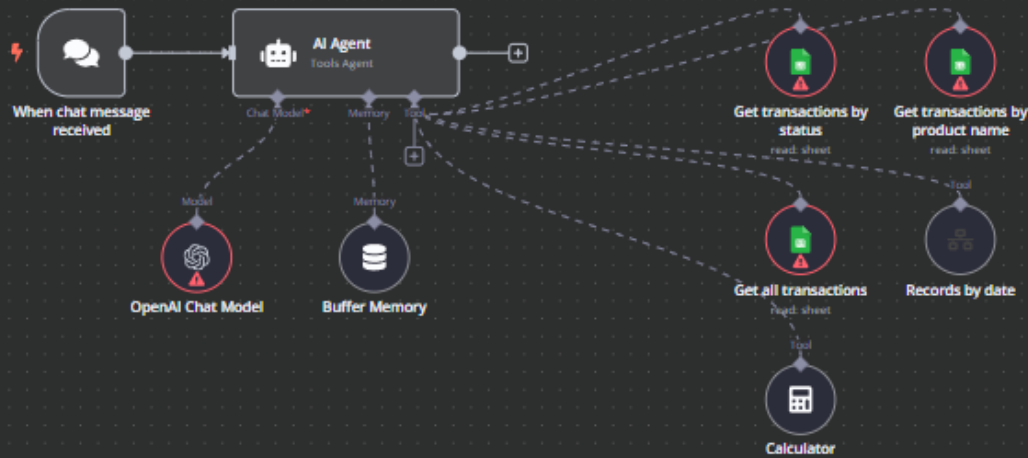 AI Agent
Tools Agent
When chat message
received
Chat Model*
Memory
Tool
Get transactions by
status
read: sheet
Get transactions by
product name
read: sheet
Model
OpenAI Chat Model
Memory
Buffer Memory
Get all transactions
read: sheet
Tool
Records by date
Tool
Calculator